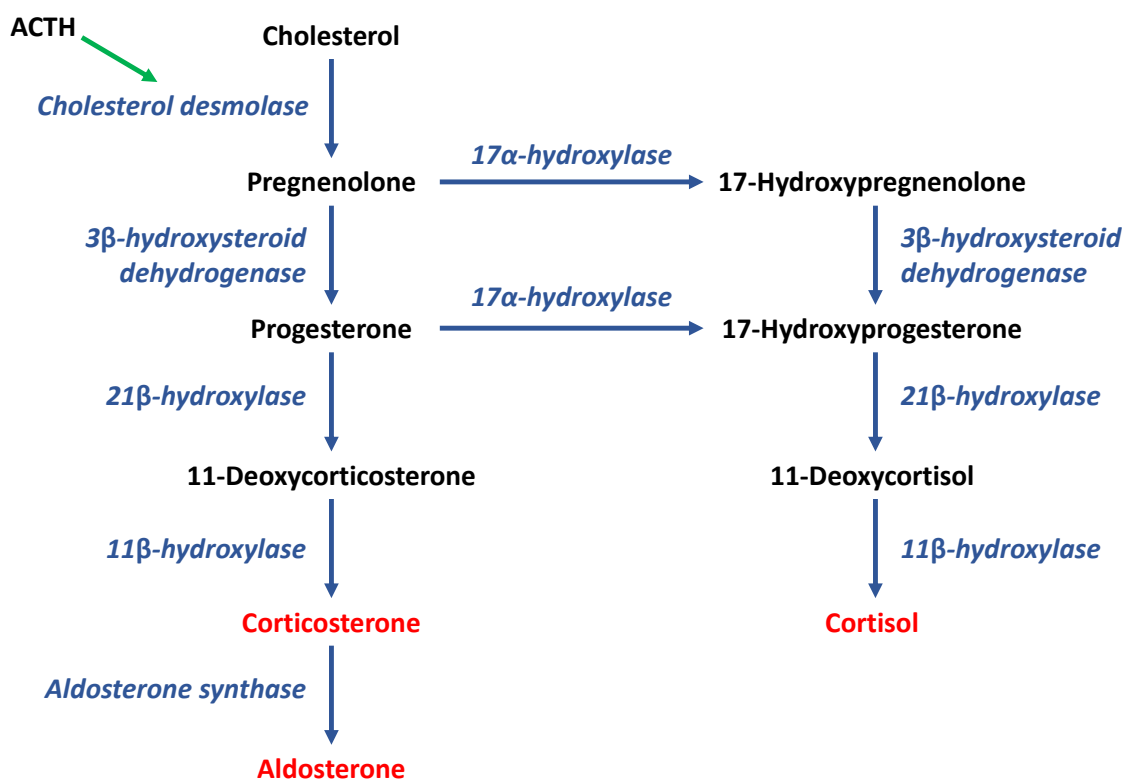 ACTH
Cholesterol
Cholesterol desmolase
17α-hydroxylase
Pregnenolone
17-Hydroxypregnenolone
3β-hydroxysteroid
dehydrogenase
3β-hydroxysteroid
dehydrogenase
17α-hydroxylase
Progesterone
17-Hydroxyprogesterone
21β-hydroxylase
21β-hydroxylase
11-Deoxycorticosterone
11-Deoxycortisol
11β-hydroxylase
11β-hydroxylase
Corticosterone
Cortisol
Aldosterone synthase
Aldosterone